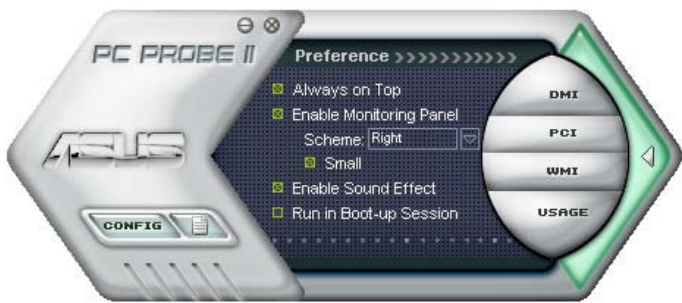 PC PROBE II
ASUS
CONFIG
Preference
Always on Top
Enable Monitoring Panel
Scheme: Right
Small
Enable Sound Effect
Run in Boot-up Session
DMI
PCI
WMI
USAGE